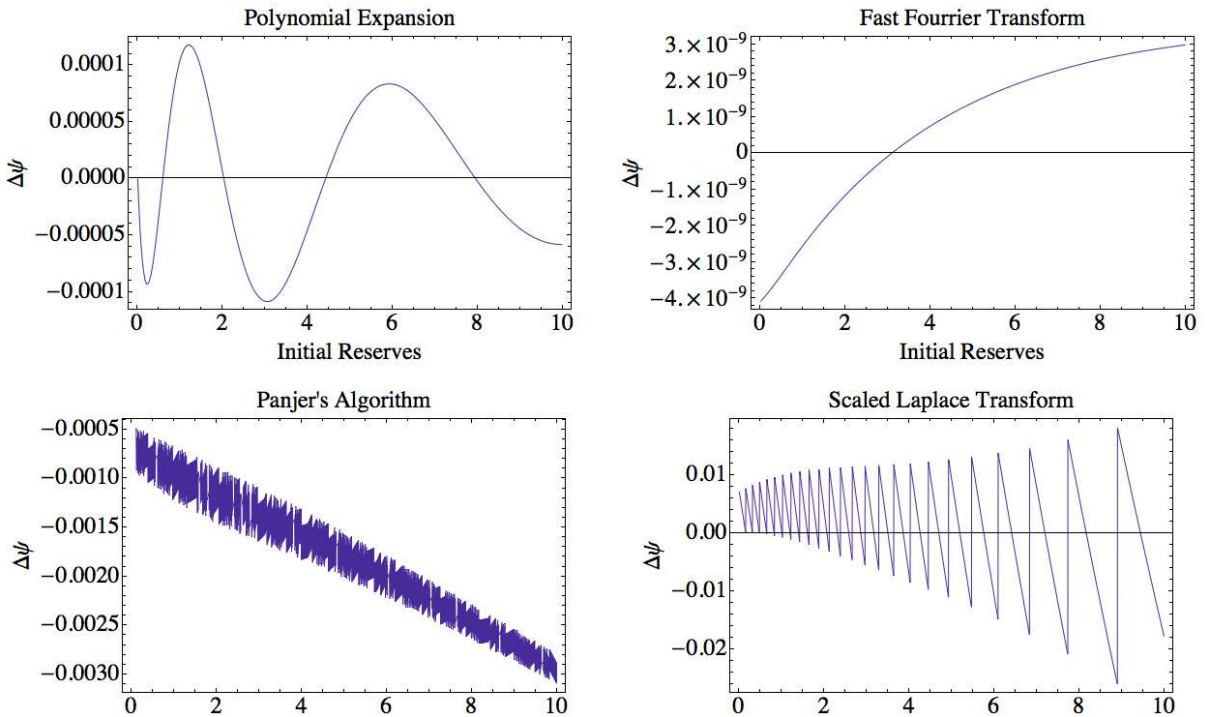 Polynomial Expansion
0.0001
0.00005
0.0000
−0.00005
−0.0001
Δψ
0 2 4 6 8 10
Initial Reserves
Fast Fourrier Transform
3.×10⁻⁹
2.×10⁻⁹
1.×10⁻⁹
0
−1.×10⁻⁹
−2.×10⁻⁹
−3.×10⁻⁹
−4.×10⁻⁹
Δψ
0 2 4 6 8 10
Initial Reserves
Panjer's Algorithm
−0.0005
−0.0010
−0.0015
−0.0020
−0.0025
−0.0030
Δψ
0 2 4 6 8 10
Scaled Laplace Transform
0.01
0.00
−0.01
−0.02
Δψ
0 2 4 6 8 10